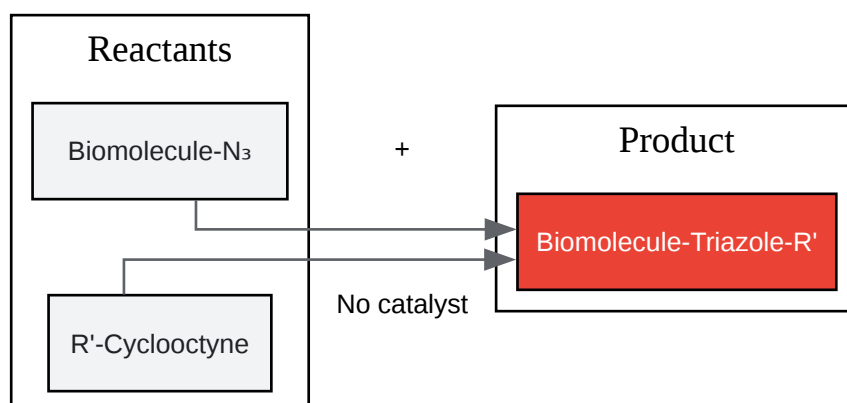 Reactants
Biomolecule-N₃
+
Product
Biomolecule-Triazole-R'
No catalyst
R'-Cyclooctyne